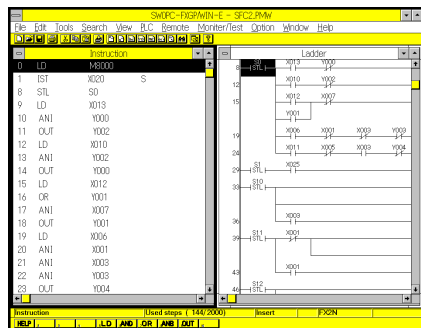 SW0PC-FXGP/WIN-E - SFC2.PMW
File Edit Tools Search View PLC Remote Moniter/Test Option Window Help
Instruction
0 LD M8000
1 IST X020 S
8 STL S0
9 LD X013
10 ANI Y000
11 OUT Y002
12 LD X010
13 ANI Y002
14 OUT Y000
15 LD X012
16 OR Y001
17 ANI X007
18 OUT Y001
19 LD X006
20 ANI X001
21 ANI X003
22 ANI Y003
23 OUT Y004
Ladder
S0 X013 Y000
8 STL
X010 Y002
12
X012 X007
15
Y001
X006 X001 X003 Y003
19
X011 X005 X003 Y004
24
S1 X025
29 STL
S10
33 STL
X003
36
S11 X001
39 STL
X001
43
S12
46 STL
Instruction Used steps ( 144/2000) Insert FX2N
HELP LD AND OR ANB OUT